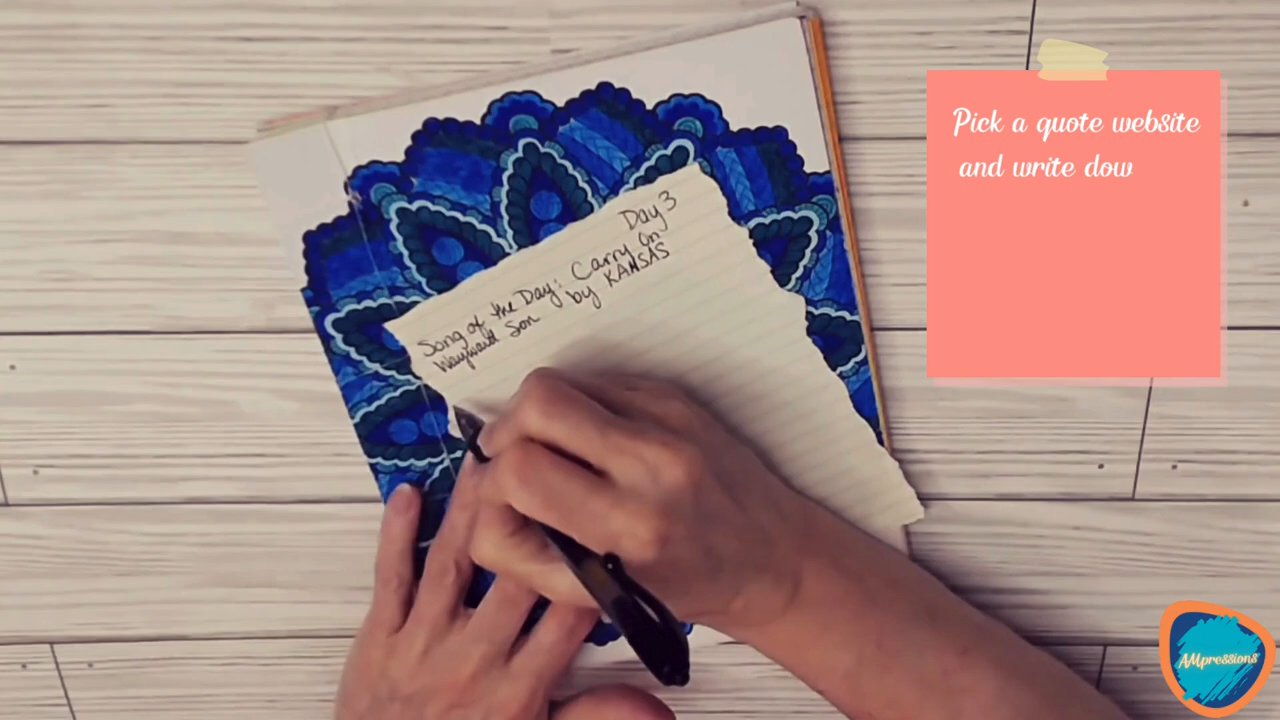 Pick a quote website
and write dow
Day 3
Song of the Day: Carry On
Wayward Son by KANSAS
AMpressions